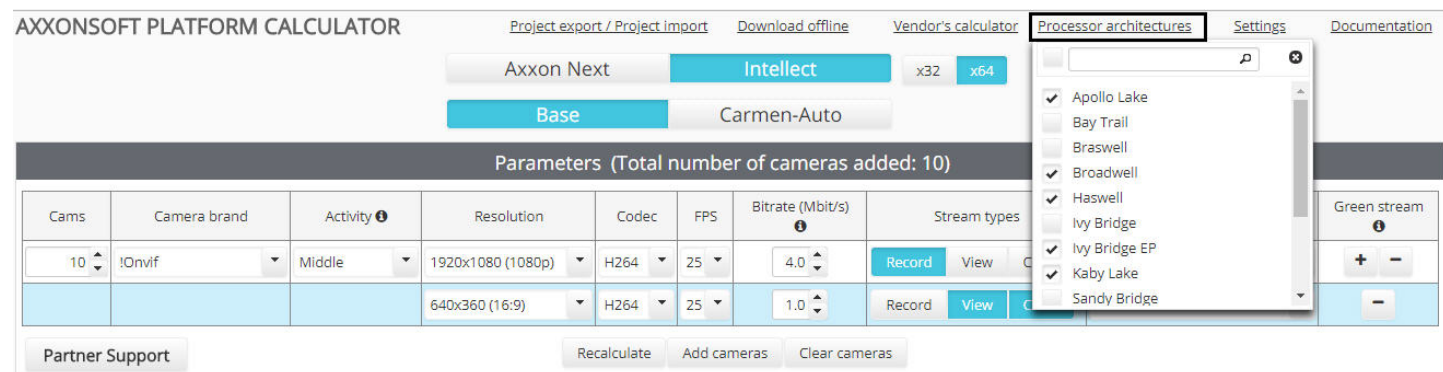 AXXONSOFT PLATFORM CALCULATOR
Project export / Project import
Download offline
Vendor's calculator
Processor architectures
Settings
Documentation
Axxon Next
Intellect
x32
x64
Base
Carmen-Auto
Apollo Lake
Bay Trail
Braswell
Broadwell
Haswell
Ivy Bridge
Ivy Bridge EP
Kaby Lake
Sandy Bridge
Parameters (Total number of cameras added: 10)
Cams
Camera brand
Activity
Resolution
Codec
FPS
Bitrate (Mbit/s)
Stream types
Green stream
10
!Onvif
Middle
1920x1080 (1080p)
H264
25
4.0
Record
View
+
-
640x360 (16:9)
H264
25
1.0
Record
View
-
Partner Support
Recalculate
Add cameras
Clear cameras